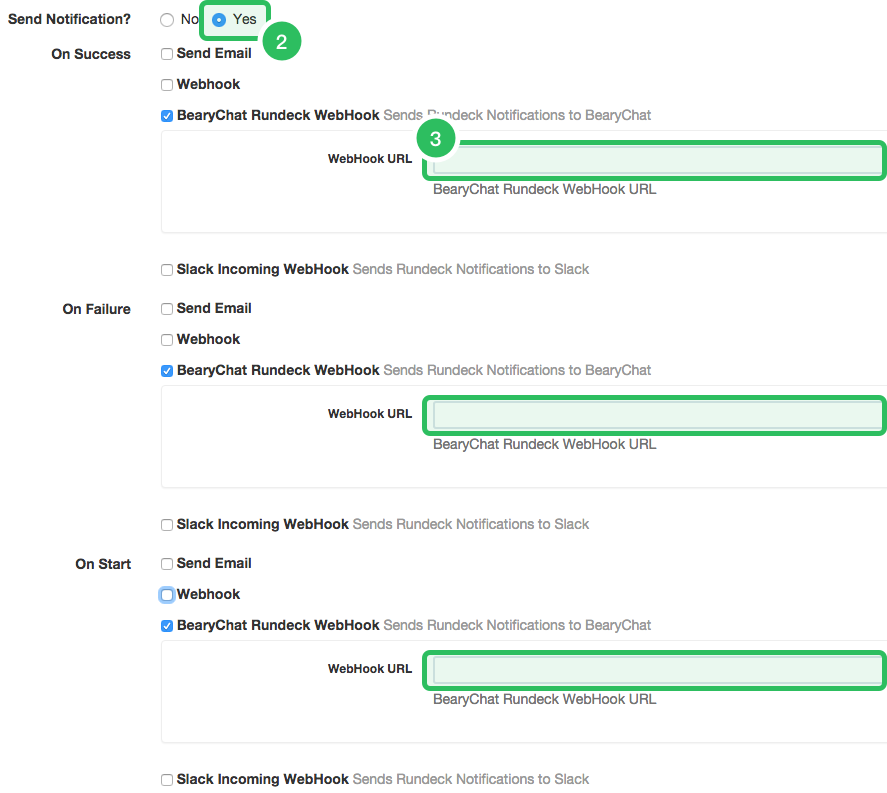 Send Notification? No Yes
2
On Success Send Email
Webhook
BearyChat Rundeck WebHook Sends Rundeck Notifications to BearyChat
3
WebHook URL
BearyChat Rundeck WebHook URL
Slack Incoming WebHook Sends Rundeck Notifications to Slack
On Failure Send Email
Webhook
BearyChat Rundeck WebHook Sends Rundeck Notifications to BearyChat
WebHook URL
BearyChat Rundeck WebHook URL
Slack Incoming WebHook Sends Rundeck Notifications to Slack
On Start Send Email
Webhook
BearyChat Rundeck WebHook Sends Rundeck Notifications to BearyChat
WebHook URL
BearyChat Rundeck WebHook URL
Slack Incoming WebHook Sends Rundeck Notifications to Slack